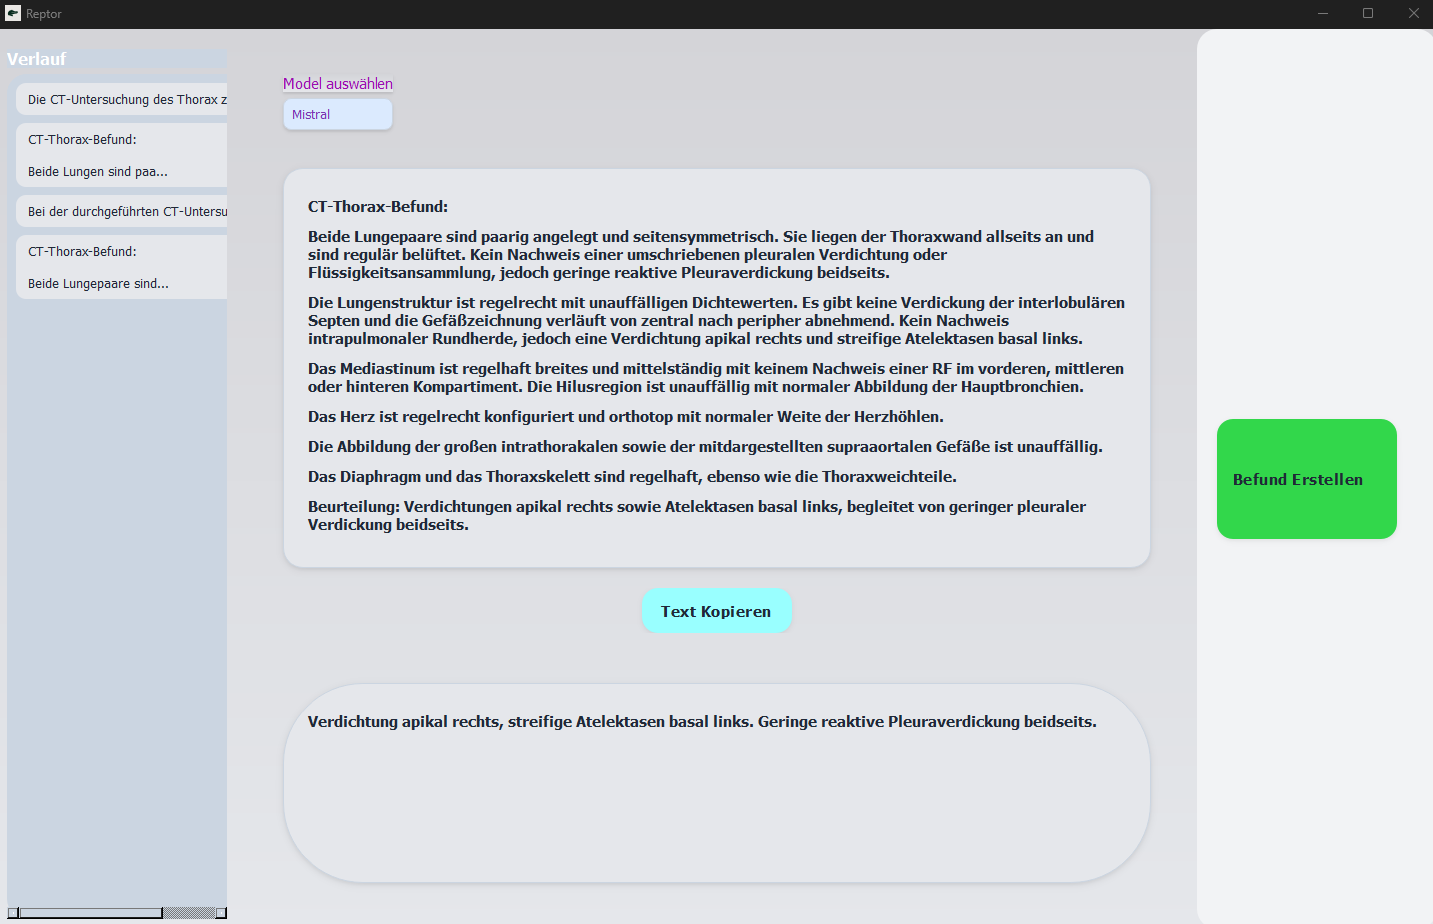 Reptor
Verlauf
Die CT-Untersuchung des Thorax z
CT-Thorax-Befund:
Beide Lungen sind paa...
Bei der durchgeführten CT-Untersu
CT-Thorax-Befund:
Beide Lungepaare sind...
Model auswählen
Mistral
CT-Thorax-Befund:
Beide Lungepaare sind paarig angelegt und seitensymmetrisch. Sie liegen der Thoraxwand allseits an und
sind regulär belüftet. Kein Nachweis einer umschriebenen pleuralen Verdichtung oder
Flüssigkeitsansammlung, jedoch geringe reaktive Pleuraverdickung beidseits.
Die Lungenstruktur ist regelrecht mit unauffälligen Dichtewerten. Es gibt keine Verdickung der interlobulären
Septen und die Gefäßzeichnung verläuft von zentral nach peripher abnehmend. Kein Nachweis
intrapulmonaler Rundherde, jedoch eine Verdichtung apikal rechts und streifige Atelektasen basal links.
Das Mediastinum ist regelhaft breites und mittelständig mit keinem Nachweis einer RF im vorderen, mittleren
oder hinteren Kompartiment. Die Hilusregion ist unauffällig mit normaler Abbildung der Hauptbronchien.
Das Herz ist regelrecht konfiguriert und orthotop mit normaler Weite der Herzhöhlen.
Die Abbildung der großen intrathorakalen sowie der mitdargestellten supraaortalen Gefäße ist unauffällig.
Das Diaphragm und das Thoraxskelett sind regelhaft, ebenso wie die Thoraxweichteile.
Beurteilung: Verdichtungen apikal rechts sowie Atelektasen basal links, begleitet von geringer pleuraler
Verdickung beidseits.
Text Kopieren
Verdichtung apikal rechts, streifige Atelektasen basal links. Geringe reaktive Pleuraverdickung beidseits.
Befund Erstellen